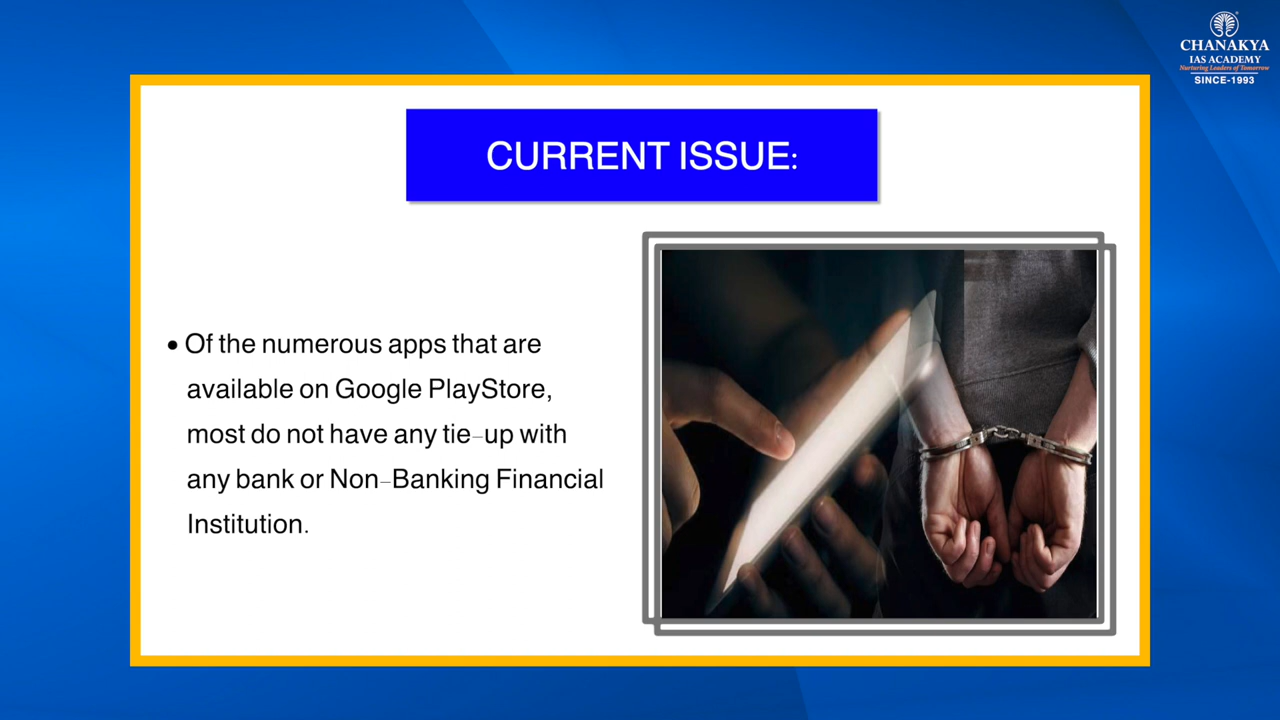 CHANAKYA
IAS ACADEMY
Nurturing Leaders of Tomorrow
SINCE-1993
CURRENT ISSUE:
• Of the numerous apps that are
available on Google PlayStore,
most do not have any tie-up with
any bank or Non-Banking Financial
Institution.